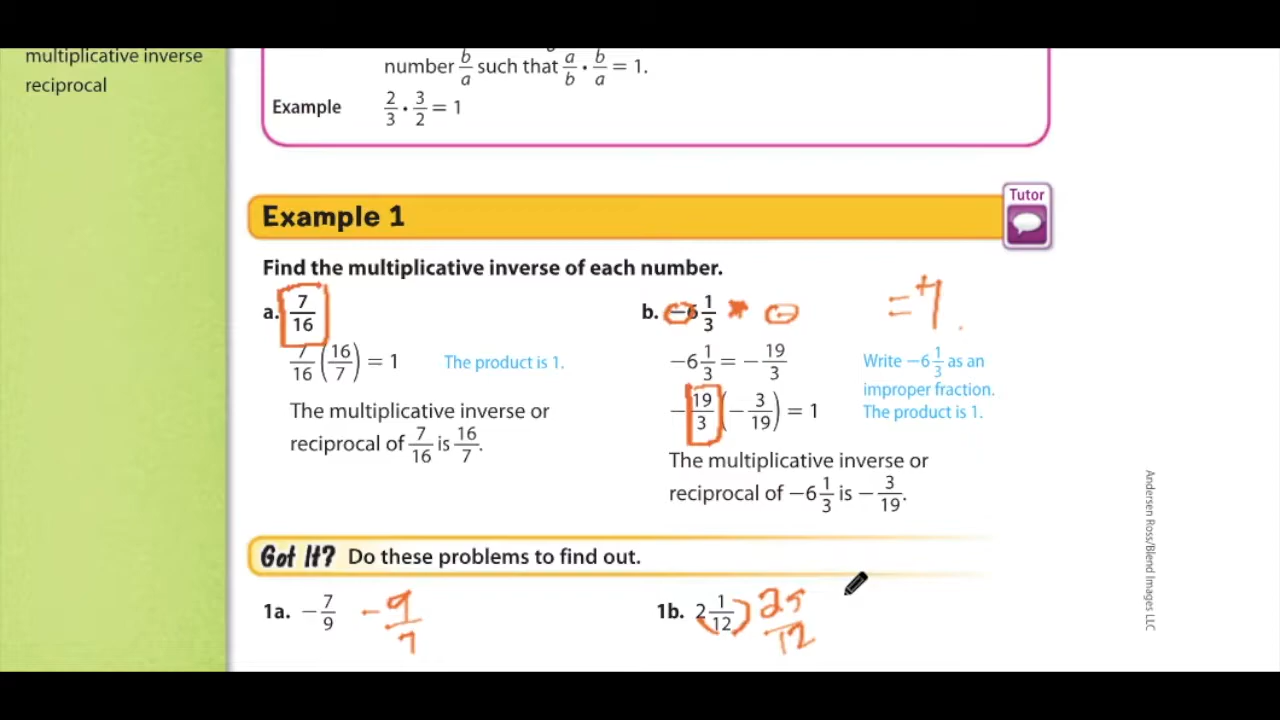 multiplicative inverse
reciprocal
number b/a such that a/b · b/a = 1.
Example 2/3 · 3/2 = 1
Tutor
Example 1
Find the multiplicative inverse of each number.
a. 7/16
7/16 (16/7) = 1 The product is 1.
The multiplicative inverse or
reciprocal of 7/16 is 16/7.
b. −6 1/3 * − = +1
−6 1/3 = − 19/3 Write −6 1/3 as an
improper fraction.
− 19/3 (− 3/19) = 1 The product is 1.
The multiplicative inverse or
reciprocal of −6 1/3 is − 3/19.
Got It? Do these problems to find out.
1a. − 7/9 − 9/7
1b. 2 1/12 25/12
Andersen Ross/Blend Images LLC